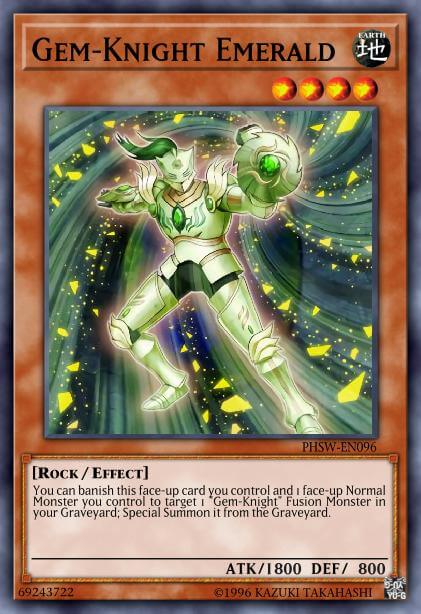 GEM-KNIGHT EMERALD
EARTH
地
PHSW-EN096
[ROCK / EFFECT]
You can banish this face-up card you control and 1 face-up Normal
Monster you control to target 1 "Gem-Knight" Fusion Monster in
your Graveyard; Special Summon it from the Graveyard.
ATK/1800 DEF/ 800
69243722
©1996 KAZUKI TAKAHASHI